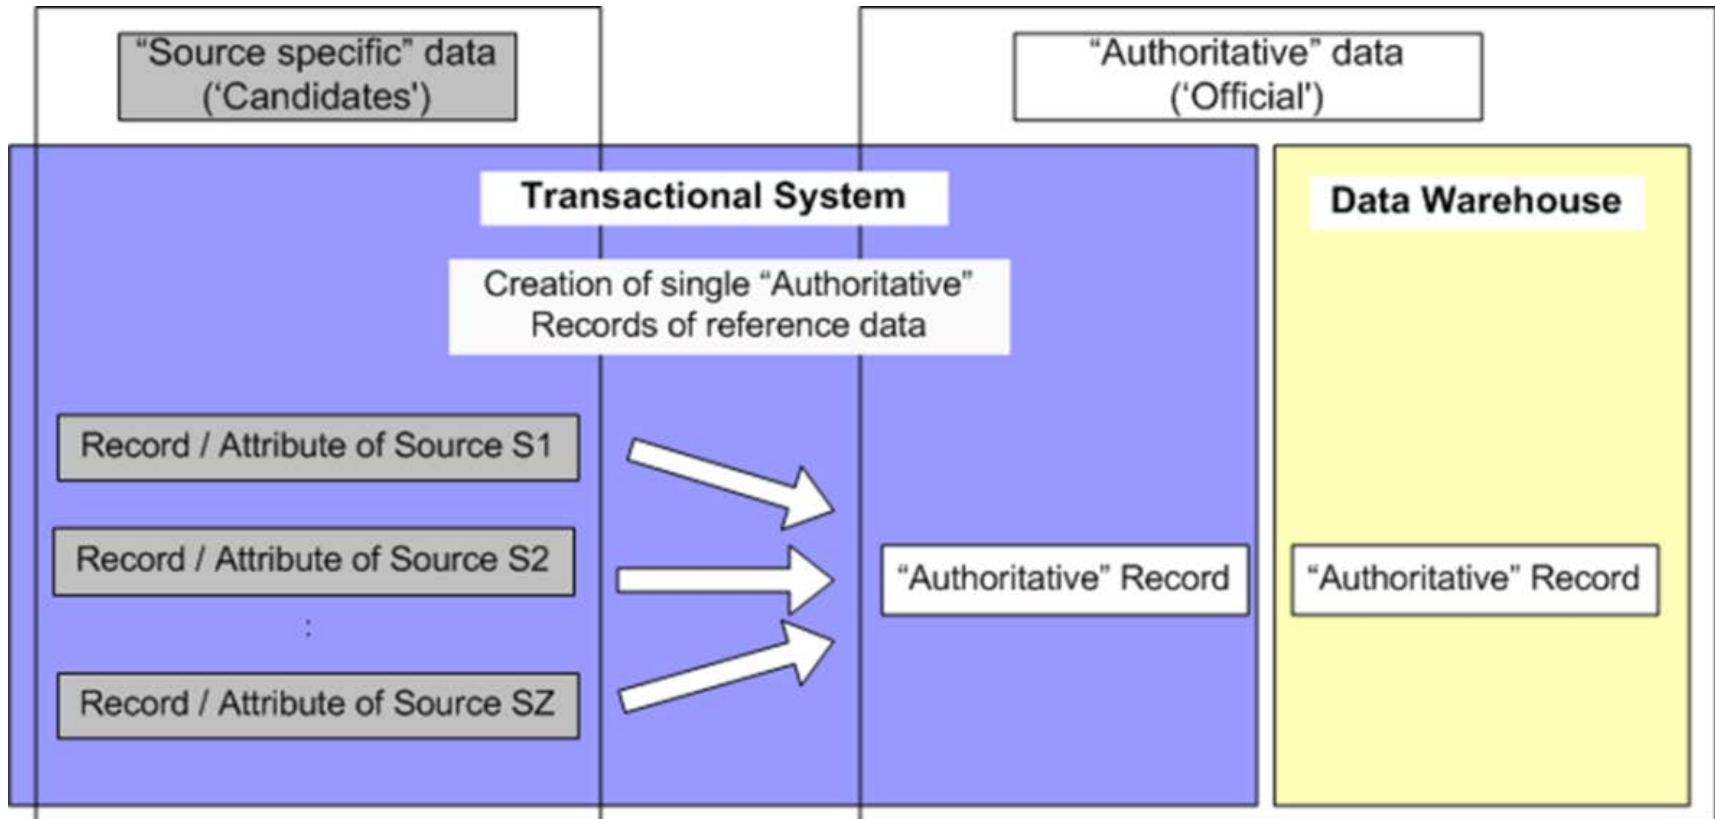 “Source specific” data
(‘Candidates')
“Authoritative” data
(‘Official')
Transactional System
Data Warehouse
Creation of single “Authoritative”
Records of reference data
Record / Attribute of Source S1
Record / Attribute of Source S2
:
Record / Attribute of Source SZ
“Authoritative” Record
“Authoritative” Record